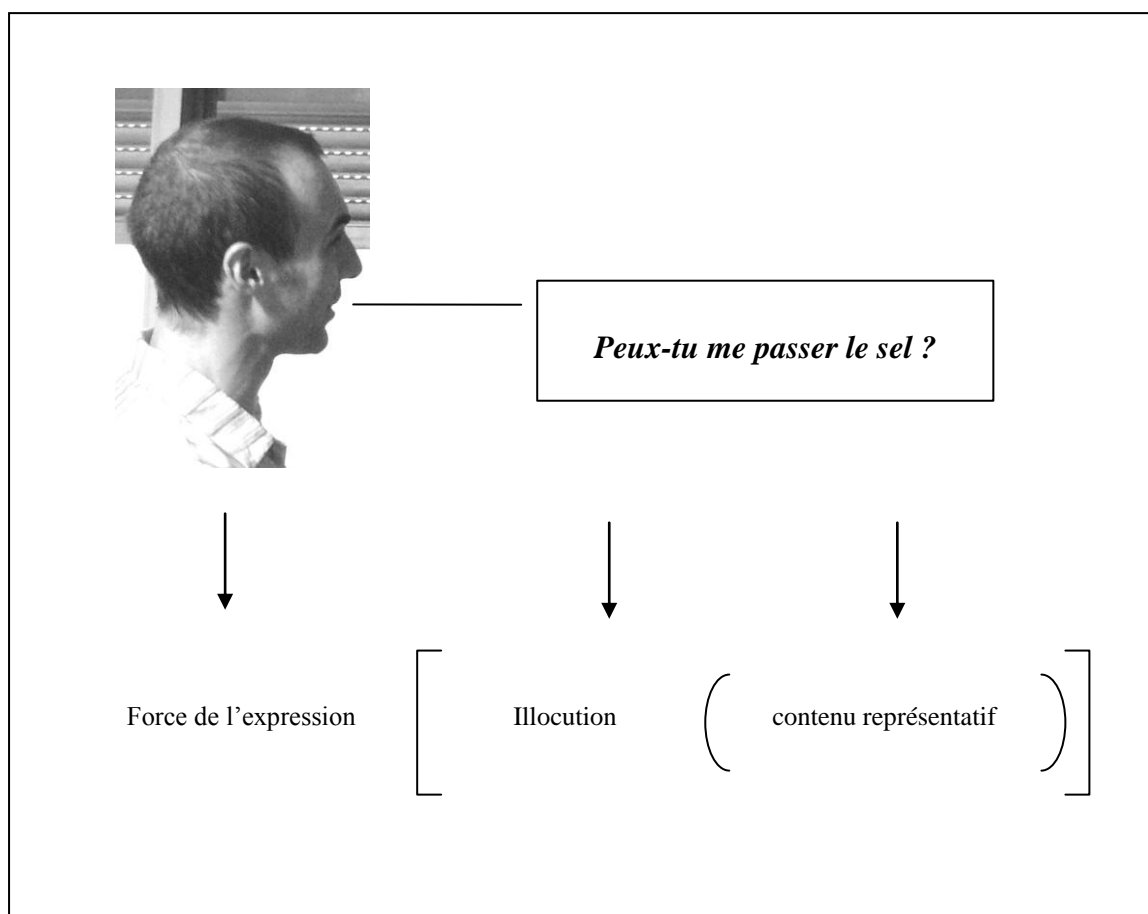 Peux-tu me passer le sel ?
Force de l’expression
Illocution
contenu représentatif